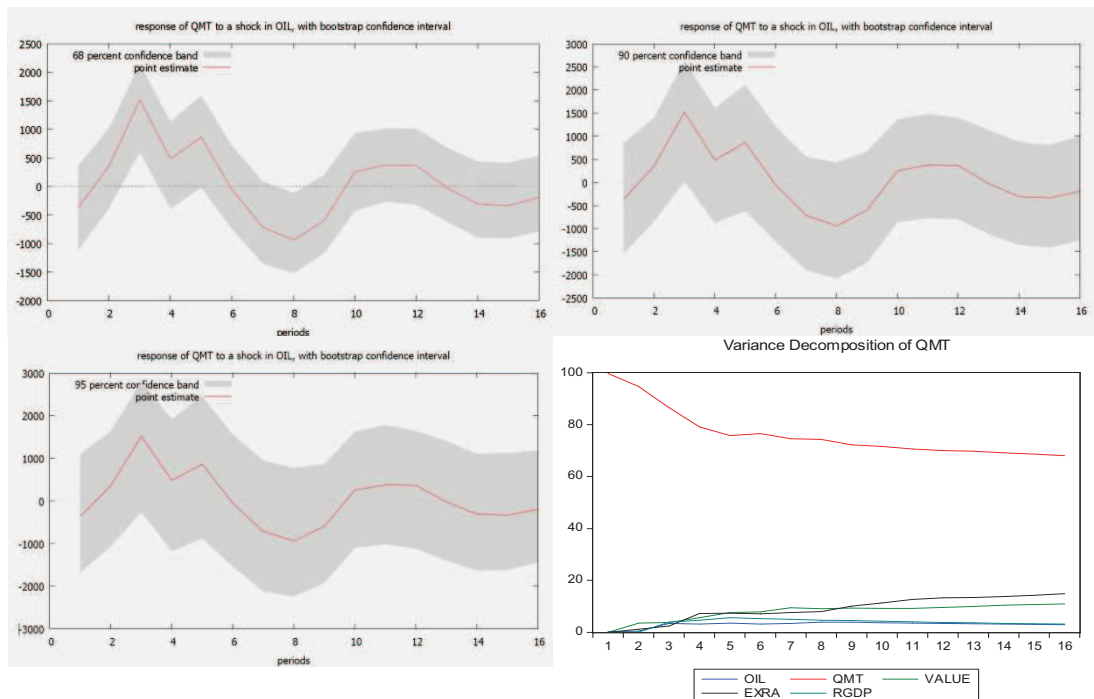 response of QMT to a shock in OIL, with bootstrap confidence interval
2500
2000
1500
1000
500
0
-500
-1000
-1500
-2000
68 percent confidence band
point estimate
0 2 4 6 8 10 12 14 16
periods
response of QMT to a shock in OIL, with bootstrap confidence interval
3000
2500
2000
1500
1000
500
0
-500
-1000
-1500
-2000
-2500
90 percent confidence band
point estimate
0 2 4 6 8 10 12 14 16
periods
response of QMT to a shock in OIL, with bootstrap confidence interval
3000
2000
1000
0
-1000
-2000
-3000
95 percent confidence band
point estimate
0 2 4 6 8 10 12 14 16
periods
Variance Decomposition of QMT
100
80
60
40
20
0
1 2 3 4 5 6 7 8 9 10 11 12 13 14 15 16
OIL QMT VALUE
EXRA RGDP